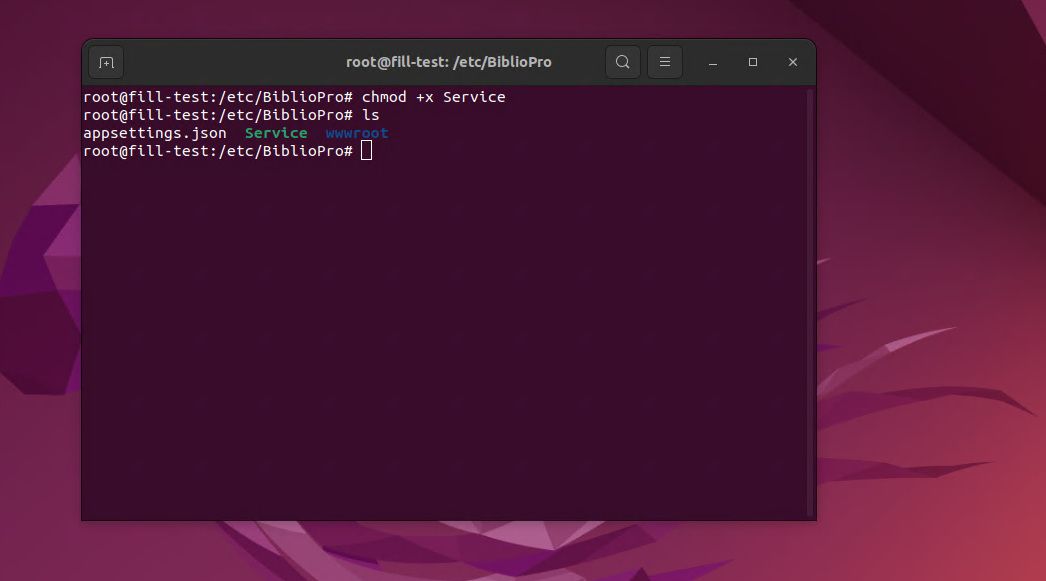 root@fill-test: /etc/BiblioPro
root@fill-test:/etc/BiblioPro# chmod +x Service
root@fill-test:/etc/BiblioPro# ls
appsettings.json  Service  wwwroot
root@fill-test:/etc/BiblioPro#